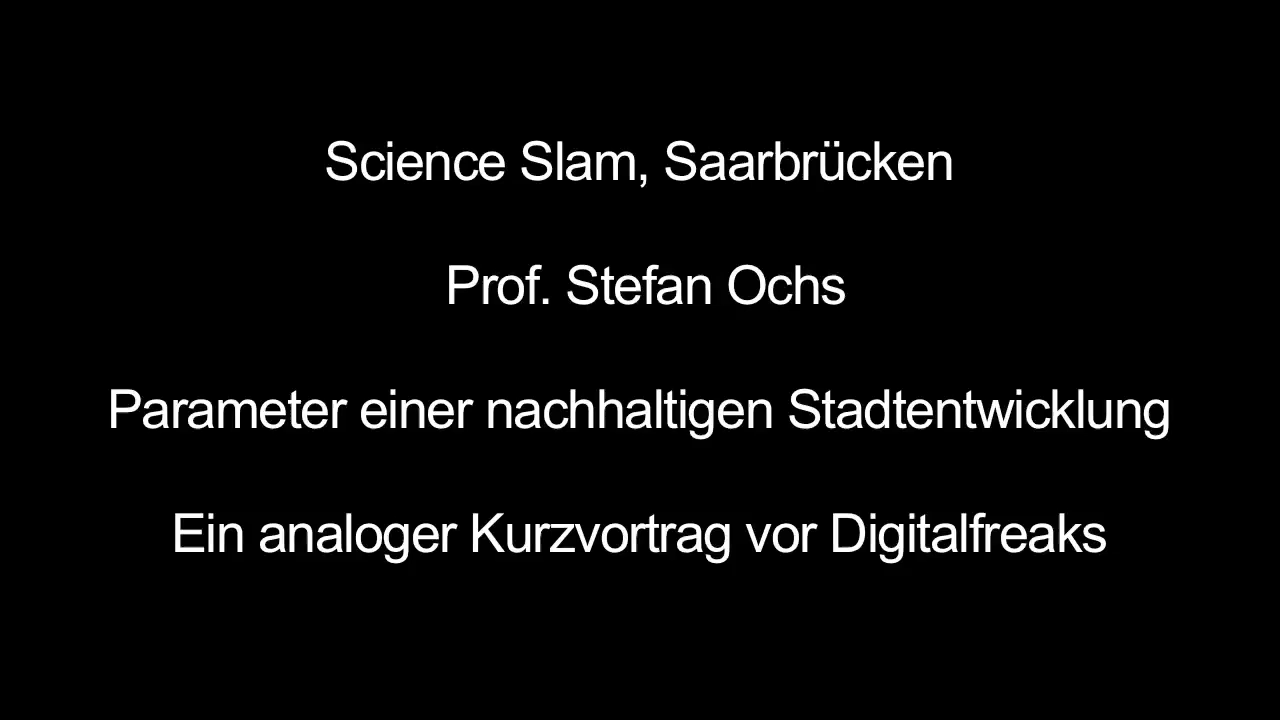 Science Slam, Saarbrücken
Prof. Stefan Ochs
Parameter einer nachhaltigen Stadtentwicklung
Ein analoger Kurzvortrag vor Digitalfreaks